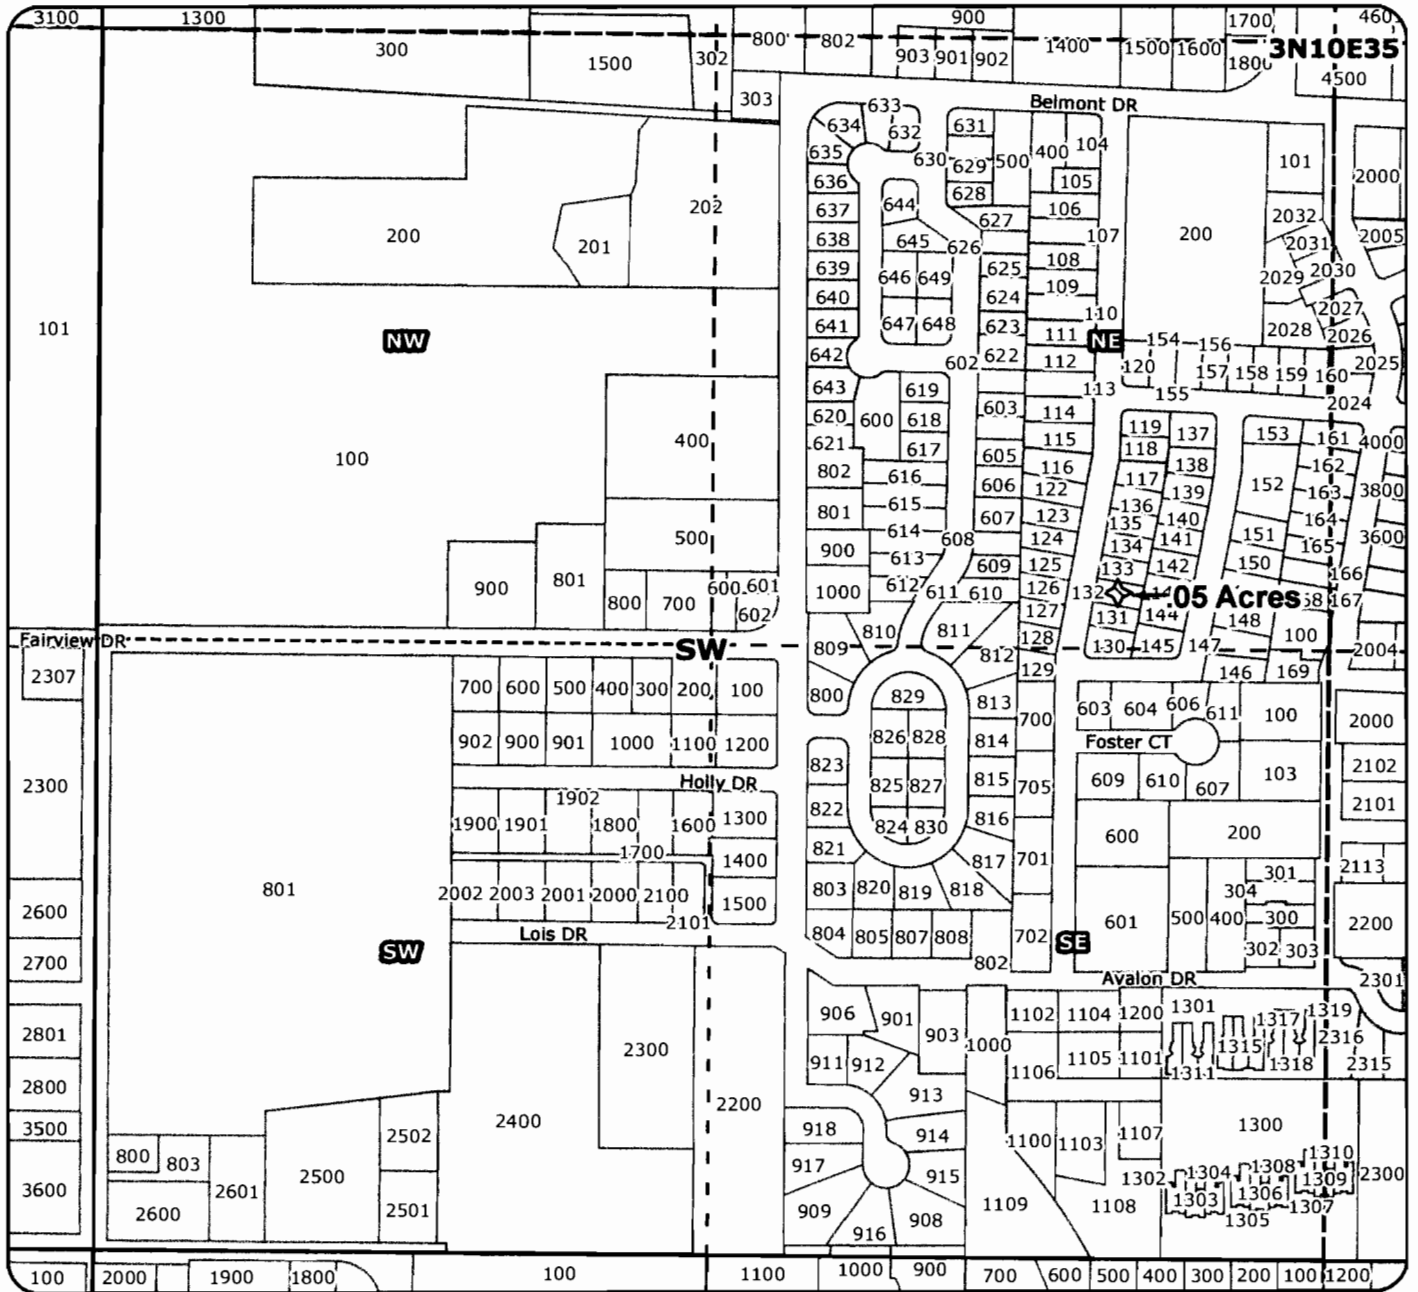 3100 1300 900 1700 460
300 1500 302 800 802 903 901 902 1400 1500 1600 1800 3N10E35
4500
303 Belmont DR
634 633 632 631 104
635 630 629 500 400 101
636 628 105 2000
637 644 106 2032
202 627
200 201 638 645 626 107 200 2031 2005
639 646 649 625 108 2029 2030
640 624 109
101 NW 641 647 648 623 110 2027
111 NE 2028 2026
642 602 622 112 154 156 2025
643 619 113 120 157 158 159 160
155 2024
620 600 618 603 114
400 621 617 115 119 137 153 161 4000
100 802 616 605 116 118 138 162
615 606 122 117 139 152 163 3800
801 614 607 123 136 140 164
500 608 124 135 141 151 3600
900 613 609 134 165
900 801 612 125 133 142 150 166
800 700 600 601 1000 611 610 126 132 .05 Acres 167
602 127 131 144 148
810 811 128 100
Fairview DR SW 809 812 130 145 147 2004
2307 129 146 169
700 600 500 400 300 200 100 800 829 813 603 604 606 611 100
700 2000
902 900 901 1000 1100 1200 826 828 814 Foster CT
2300 Holly DR 823 825 827 815 705 609 610 607 103 2102
1902 822 2101
1900 1901 1800 1600 1300 824 830 816 600 200
1700 1400 821 817 701 2113
801 2002 2003 2001 2000 2100 1500 803 820 819 818 304 301
2600 2101 601 500 400 300 2200
Lois DR 804 805 807 808 702 SE 302 303
2700 SW 802
Avalon DR 2301
906 901 903 1102 1104 1200 1301 1317 1319
2801 2300 1000 1315 2316
911 912 1105 1101 1318 2315
2800 913 1106 1311
2400 2200
3500 2502 918 914 1100 1103 1107 1300
800 803 917 1310
2500 915 1302 1304 1308 1309 2300
3600 2601 1303 1306 1307
2600 2501 909 908 1109 1108 1305
916
100 2000 1900 1800 100 1100 1000 900 700 600 500 400 300 200 100 1200